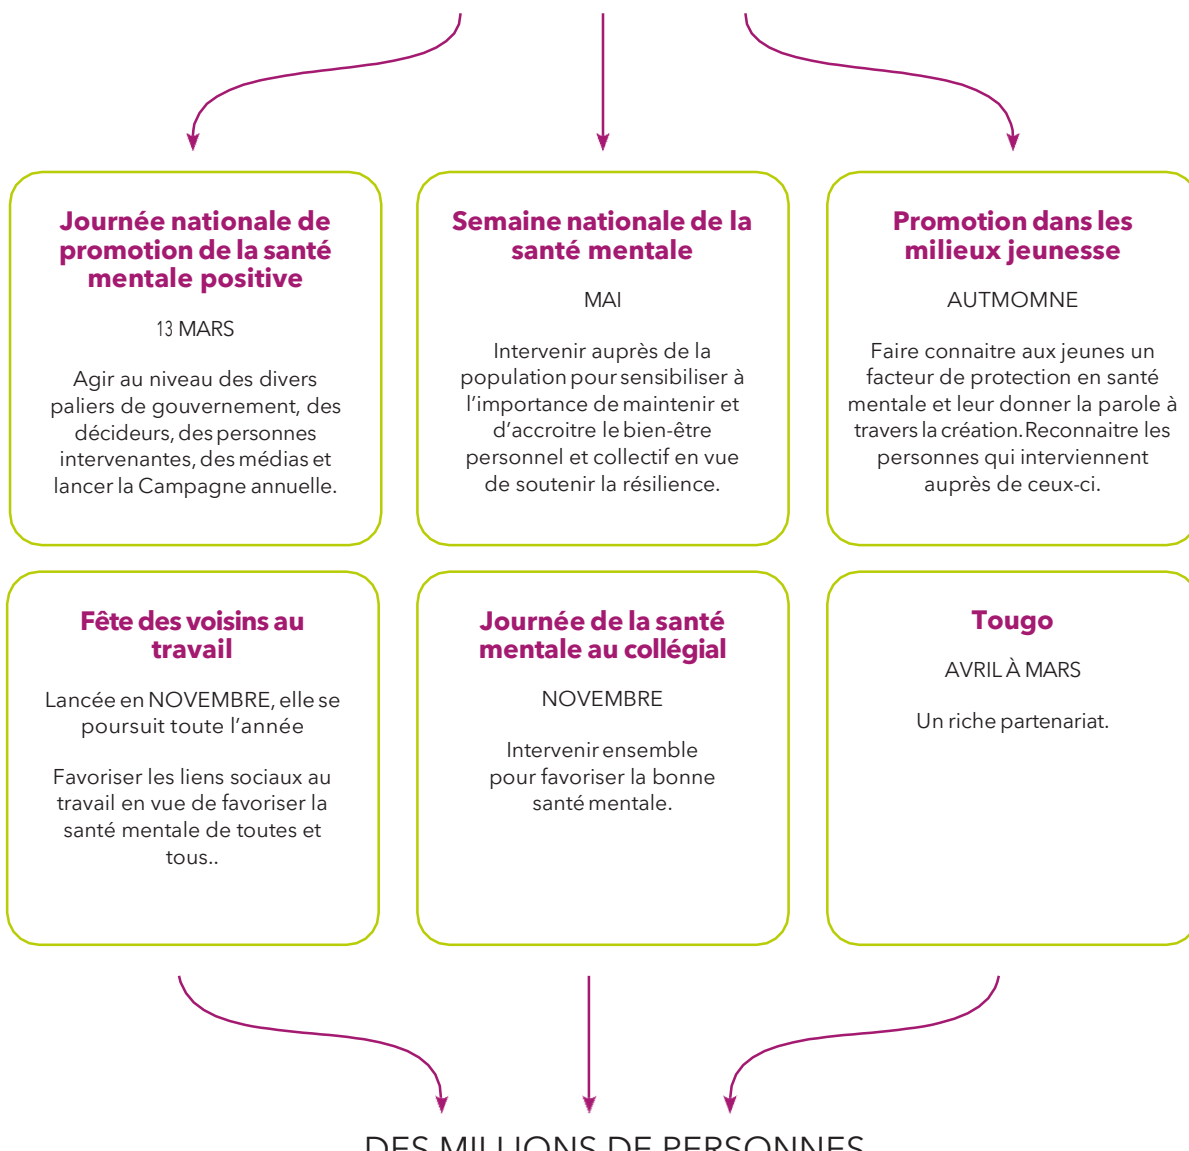 Journée nationale de
promotion de la santé
mentale positive
13 MARS
Agir au niveau des divers
paliers de gouvernement, des
décideurs, des personnes
intervenantes, des médias et
lancer la Campagne annuelle.
Semaine nationale de la
santé mentale
MAI
Intervenir auprès de la
population pour sensibiliser à
l'importance de maintenir et
d'accroitre le bien-être
personnel et collectif en vue
de soutenir la résilience.
Promotion dans les
milieux jeunesse
AUTMOMNE
Faire connaitre aux jeunes un
facteur de protection en santé
mentale et leur donner la parole à
travers la création. Reconnaitre les
personnes qui interviennent
auprès de ceux-ci.
Fête des voisins au
travail
Lancée en NOVEMBRE, elle se
poursuit toute l'année
Favoriser les liens sociaux au
travail en vue de favoriser la
santé mentale de toutes et
tous..
Journée de la santé
mentale au collégial
NOVEMBRE
Intervenir ensemble
pour favoriser la bonne
santé mentale.
Tougo
AVRIL À MARS
Un riche partenariat.
DES MILLIONS DE PERSONNES